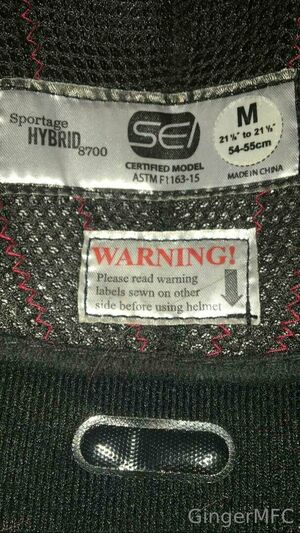 Sportage
HYBRID
8700
SEI
CERTIFIED MODEL
ASTM F1163-15
M
21 ¼" to 21 ⅝"
54-55cm
MADE IN CHINA
WARNING!
Please read warning
labels sewn on other
side before using helmet
GingerMFC